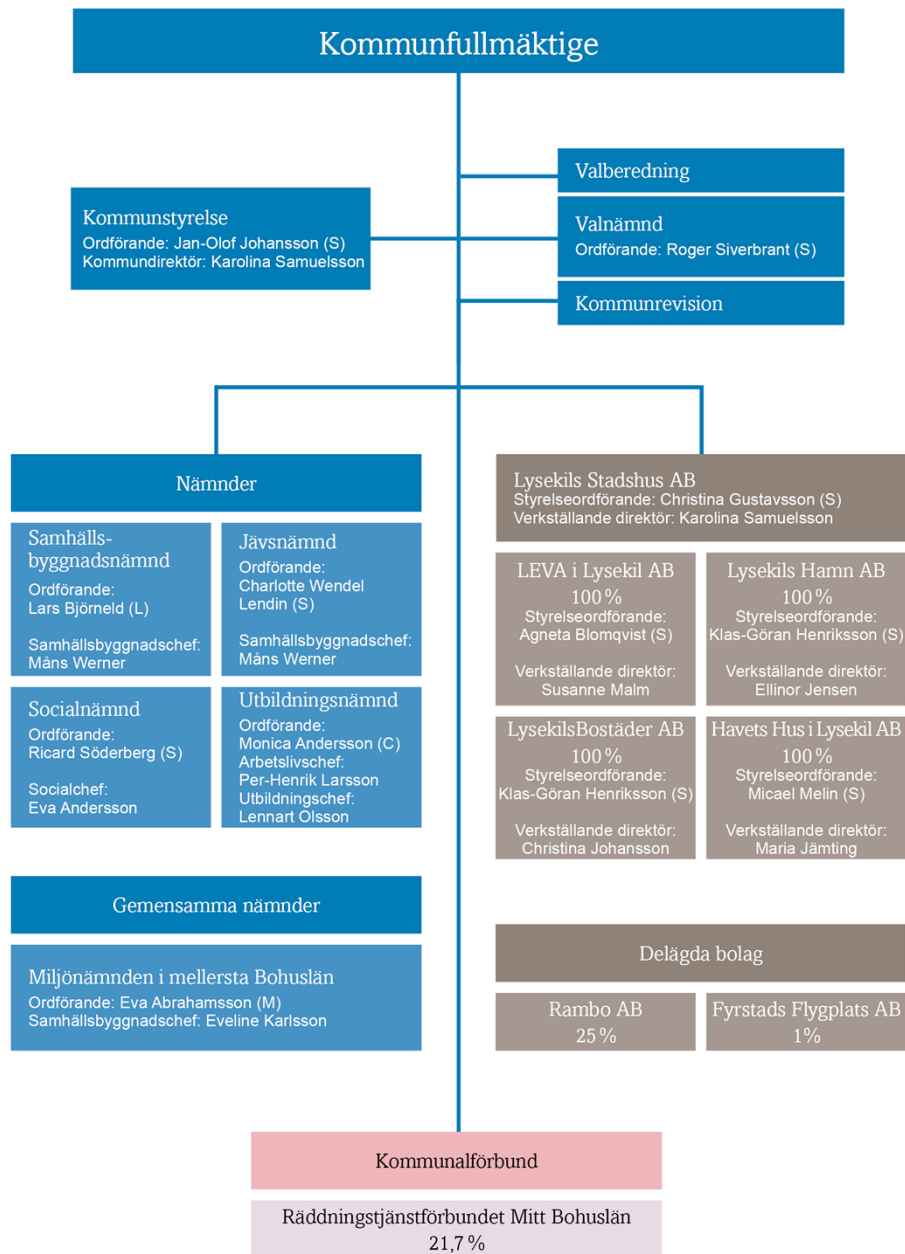 Kommunfullmäktige
Kommunstyrelse
Ordförande: Jan-Olof Johansson (S)
Kommundirektör: Karolina Samuelsson
Valberedning
Valnämnd
Ordförande: Roger Siverbrant (S)
Kommunrevision
Nämnder
Samhälls-
byggnadsnämnd
Ordförande:
Lars Björneld (L)
Samhällsbyggnadschef:
Måns Werner
Jävsnämnd
Ordförande:
Charlotte Wendel
Lendin (S)
Samhällsbyggnadschef:
Måns Werner
Socialnämnd
Ordförande:
Ricard Söderberg (S)
Socialchef:
Eva Andersson
Utbildningsnämnd
Ordförande:
Monica Andersson (C)
Arbetslivschef:
Per-Henrik Larsson
Utbildningschef:
Lennart Olsson
Gemensamma nämnder
Miljönämnden i mellersta Bohuslän
Ordförande: Eva Abrahamsson (M)
Samhällsbyggnadschef: Eveline Karlsson
Lysekils Stadshus AB
Styrelseordförande: Christina Gustavsson (S)
Verkställande direktör: Karolina Samuelsson
LEVA i Lysekil AB
100 %
Styrelseordförande:
Agneta Blomqvist (S)
Verkställande direktör:
Susanne Malm
Lysekils Hamn AB
100 %
Styrelseordförande:
Klas-Göran Henriksson (S)
Verkställande direktör:
Ellinor Jensen
LysekilsBostäder AB
100 %
Styrelseordförande:
Klas-Göran Henriksson (S)
Verkställande direktör:
Christina Johansson
Havets Hus i Lysekil AB
100 %
Styrelseordförande:
Micael Melin (S)
Verkställande direktör:
Maria Jämting
Delägda bolag
Rambo AB
25 %
Fyrstads Flygplats AB
1%
Kommunalförbund
Räddningstjänstförbundet Mitt Bohuslän
21,7 %